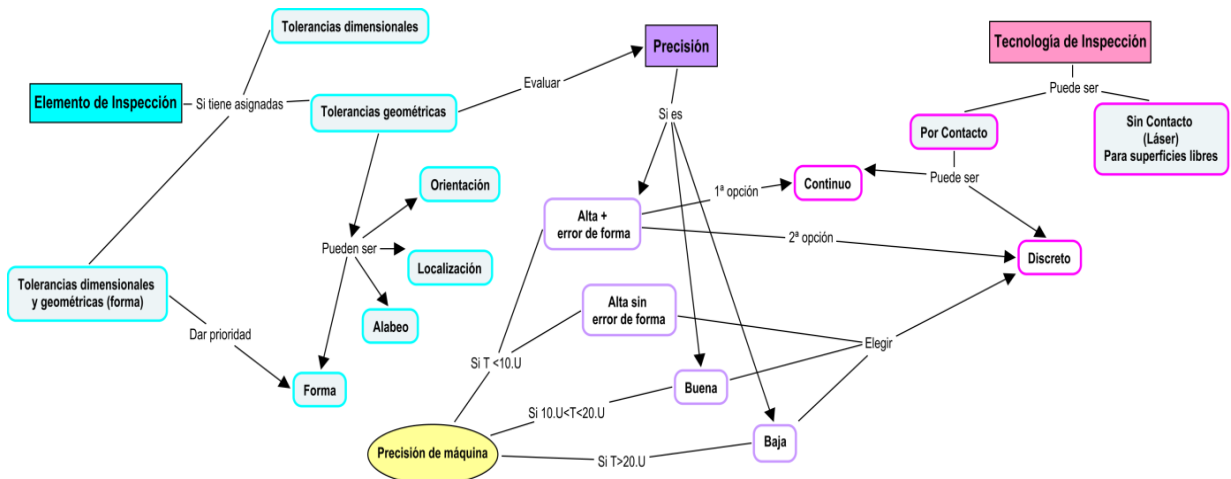 Tolerancias dimensionales
Precisión
Tecnología de Inspección
Evaluar
Puede ser
Elemento de Inspección
Si tiene asignadas
Tolerancias geométricas
Si es
Por Contacto
Sin Contacto
(Láser)
Para superficies libres
Orientación
1ª opción
Continuo
Puede ser
Alta +
error de forma
Pueden ser
2ª opción
Localización
Discreto
Tolerancias dimensionales
y geométricas (forma)
Alta sin
error de forma
Alabeo
Dar prioridad
Elegir
Si T <10.U
Forma
Buena
Si 10.U<T<20.U
Precisión de máquina
Baja
Si T>20.U